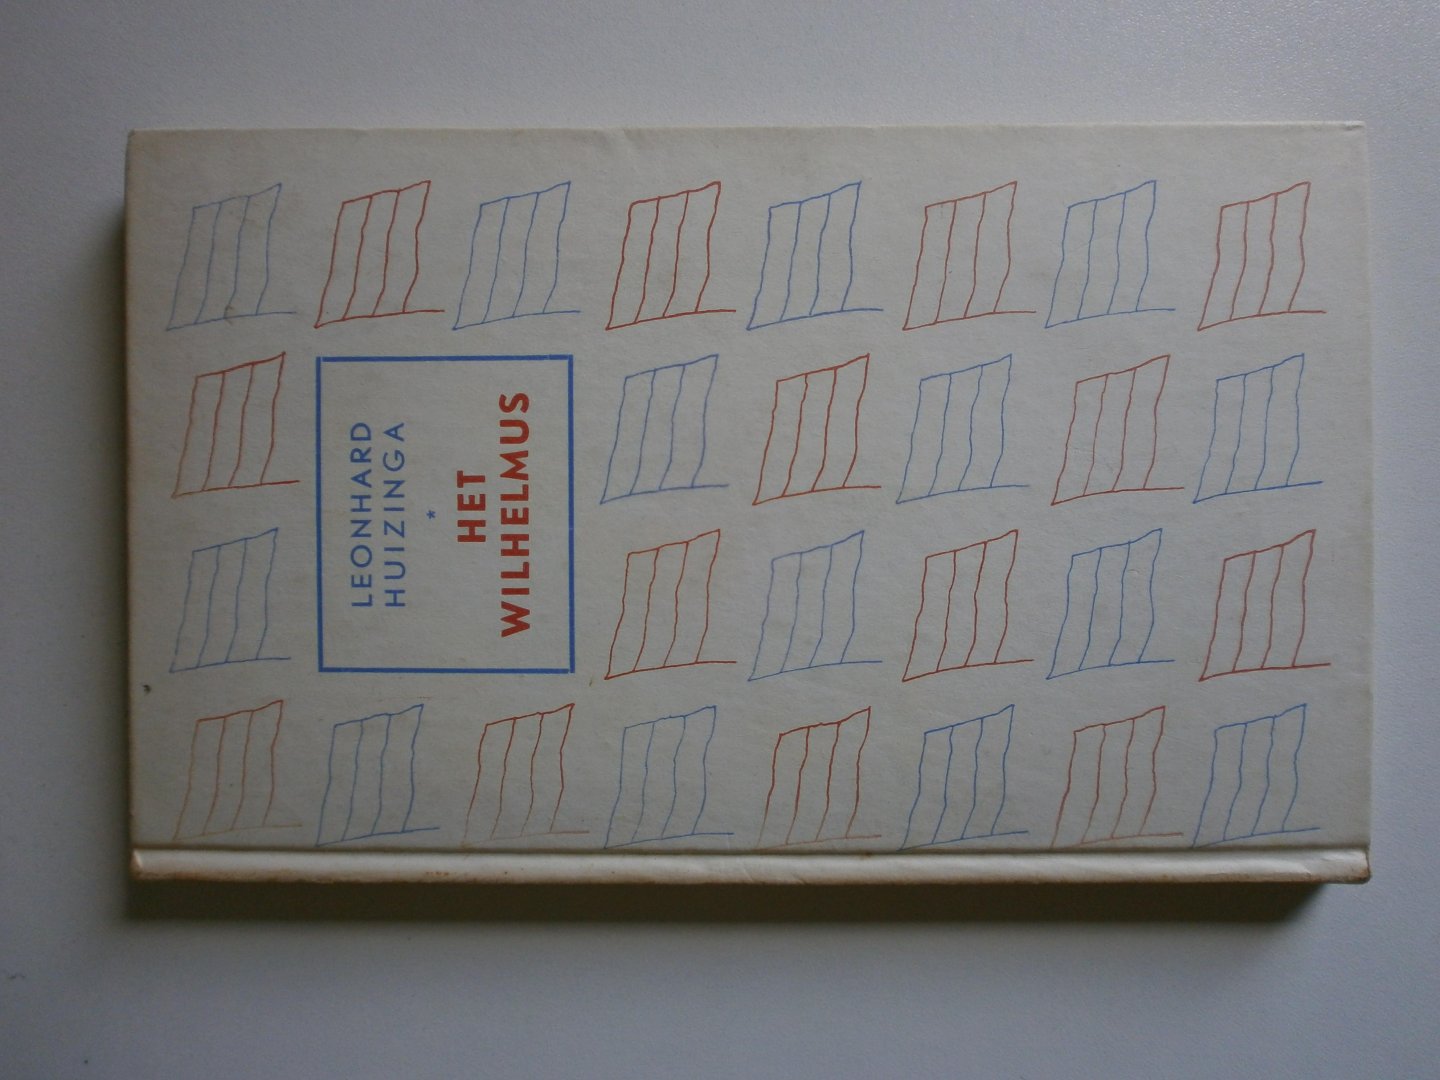 LEONHARD
HUIZINGA
*
HET
WILHELMUS